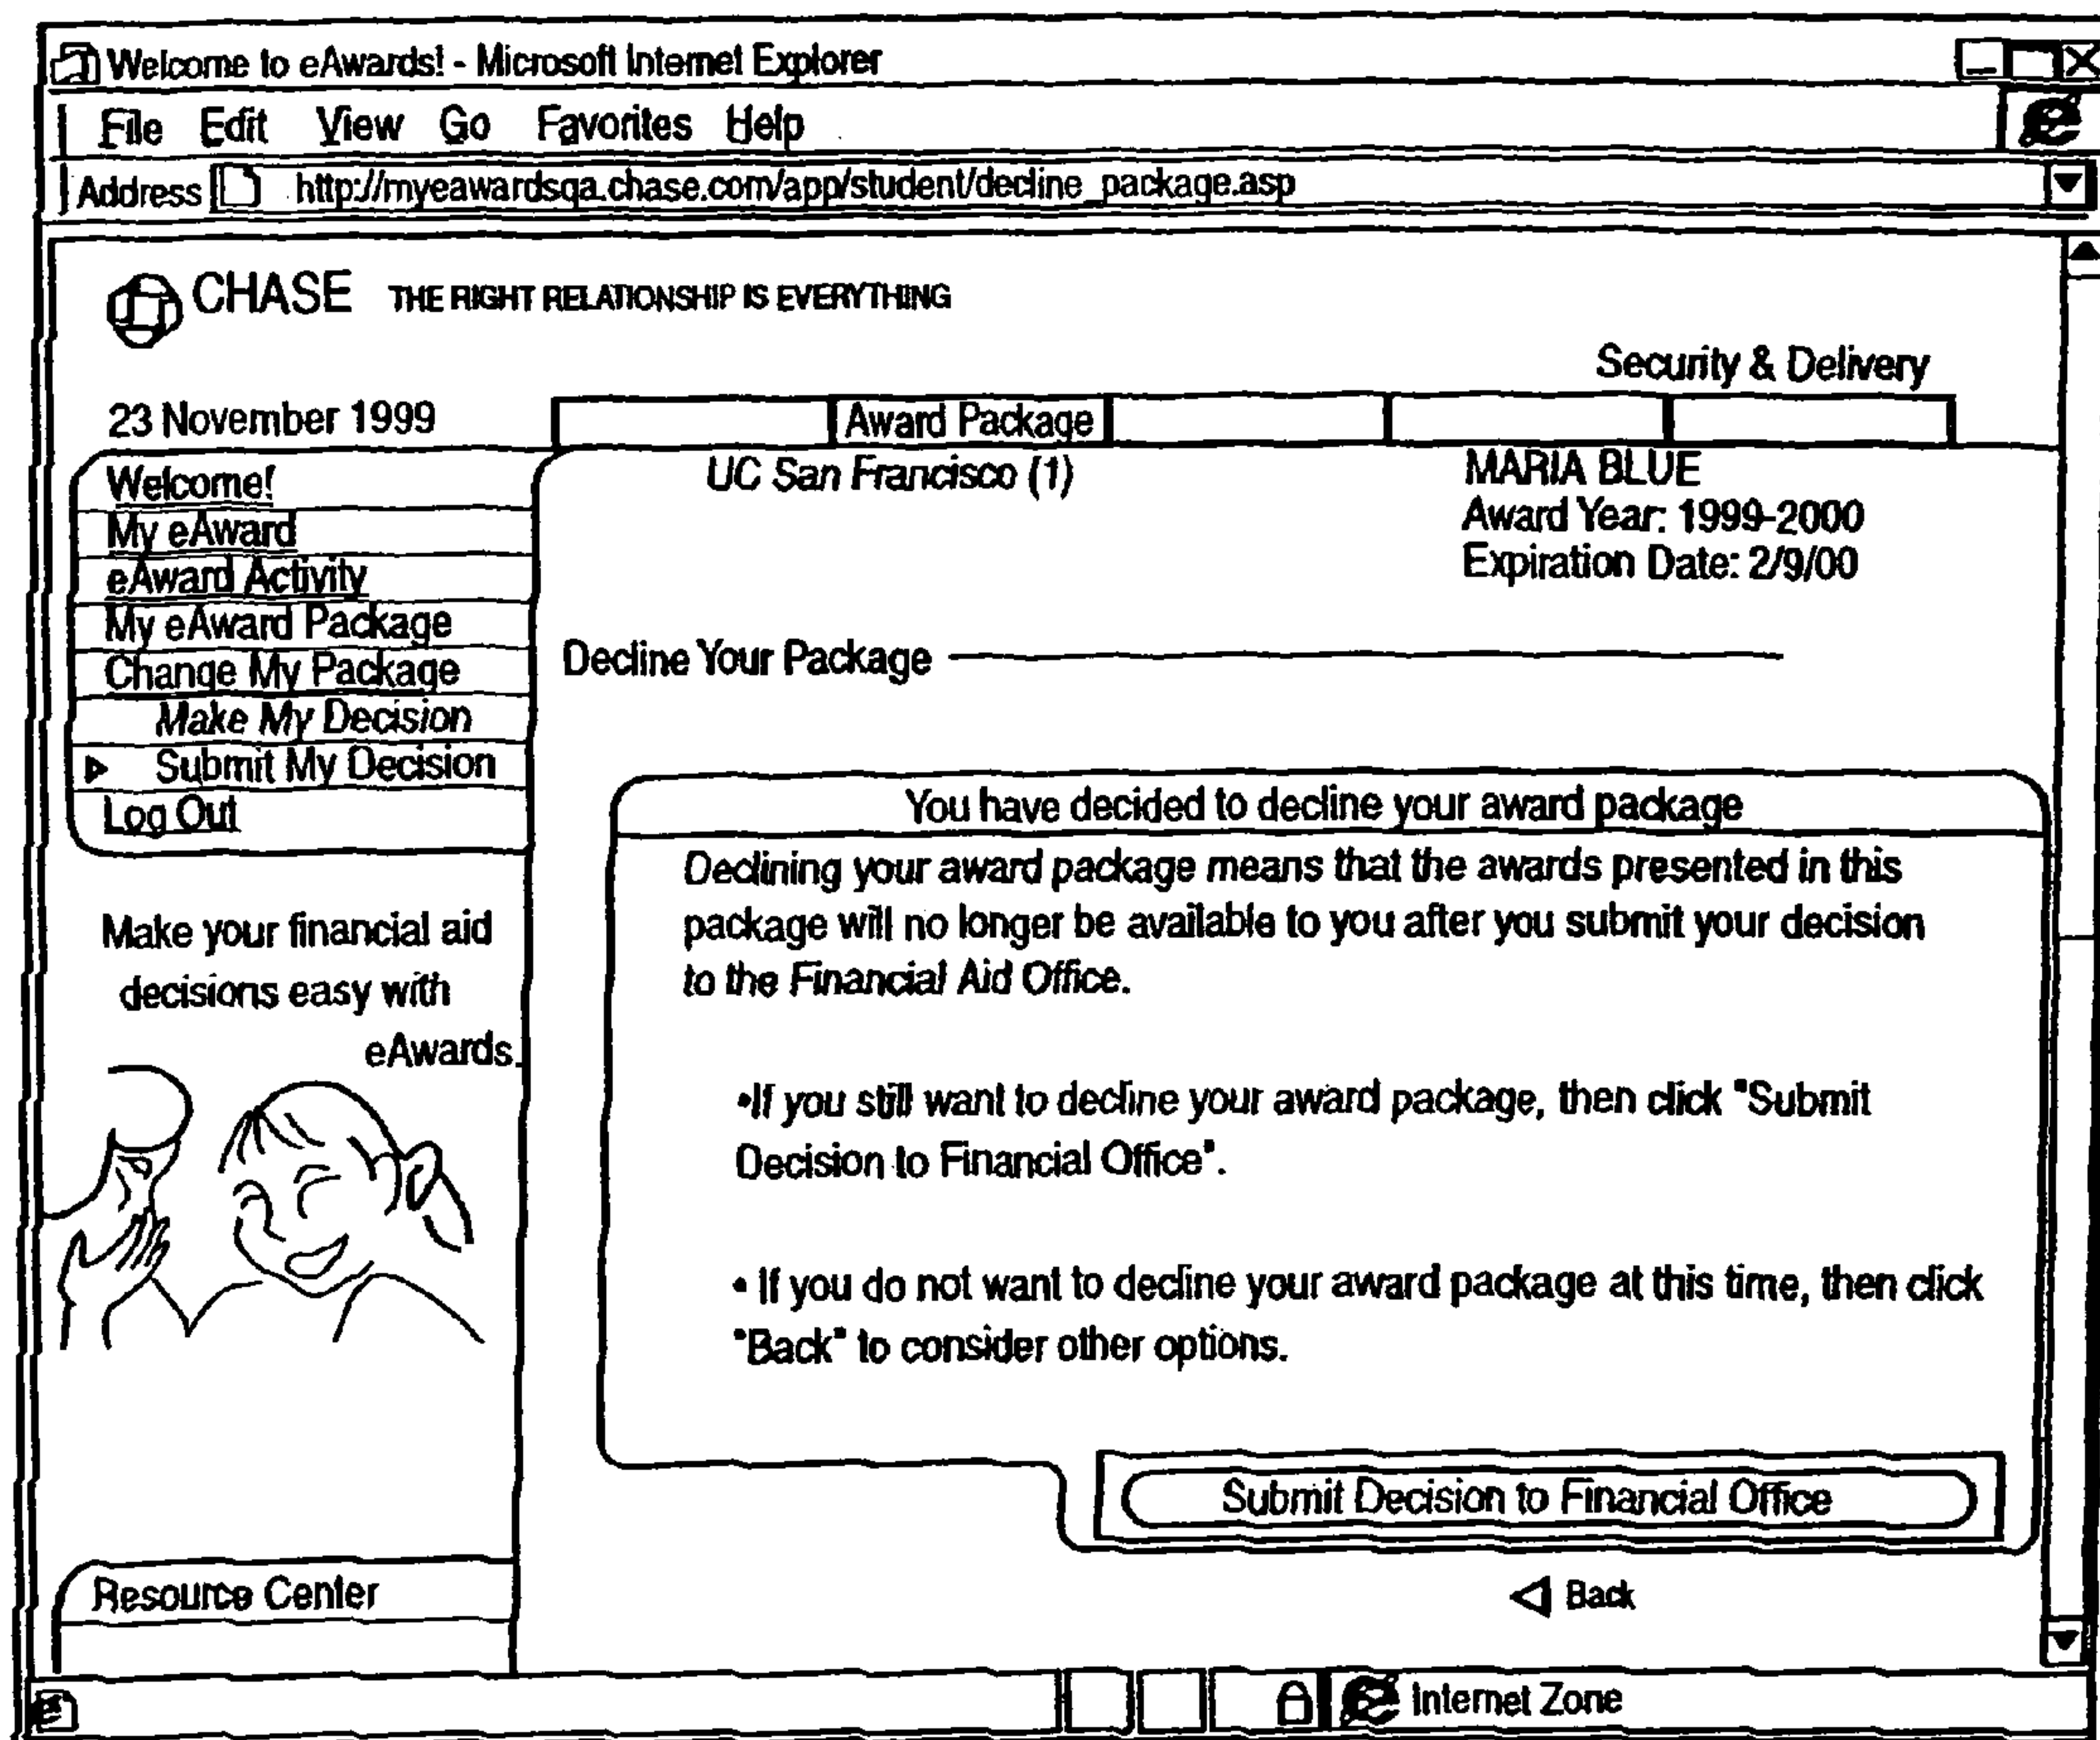 Welcome to eAwards! - Microsoft Internet Explorer
File Edit View Go Favorites Help
Address http://myeawardsqa.chase.com/app/student/decline_package.asp
CHASE THE RIGHT RELATIONSHIP IS EVERYTHING
Security & Delivery
23 November 1999
Award Package
Welcome!
My eAward
eAward Activity
My eAward Package
Change My Package
Make My Decision
Submit My Decision
Log Out
Make your financial aid
decisions easy with
eAwards.
Resource Center
UC San Francisco (1)
MARIA BLUE
Award Year: 1999-2000
Expiration Date: 2/9/00
Decline Your Package
You have decided to decline your award package
Declining your award package means that the awards presented in this
package will no longer be available to you after you submit your decision
to the Financial Aid Office.
•If you still want to decline your award package, then click "Submit
Decision to Financial Office".
• If you do not want to decline your award package at this time, then click
"Back" to consider other options.
Submit Decision to Financial Office
Back
Internet Zone